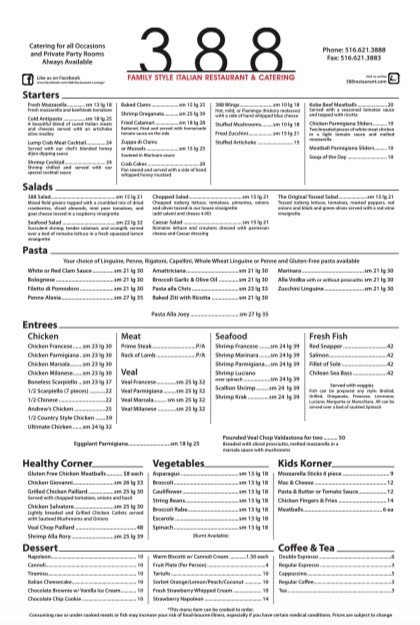 Catering for all Occasions
and Private Party Rooms
Always Available
388
Phone: 516.621.3888
Fax: 516.621.3883
Like us on Facebook
FAMILY STYLE ITALIAN RESTAURANT & CATERING
388restaurant.com
Starters
Fresh Mozzarella sm 13 lg 18
Fresh mozzarella and beefsteak tomatoes
Cold Antipasto sm 18 lg 25
A beautiful blend of cured Italian meats
and cheeses served with an artichoke
olive medley
Lump Crab Meat Cocktail 24
Served with our chef's blended honey
dijon dipping sauce
Shrimp Cocktail 24
Shrimp chilled and served with our
special cocktail sauce
Baked Clams sm 15 lg 25
Shrimp Oreganate sm 25 lg 39
Fried Calamari sm 18 lg 28
Battered, fried and served with homemade
tomato sauce on the side
Zuppa di Clams
or Mussels sm 15 lg 25
Sauteed in Marinara sauce
Crab Cakes 20
Pan seared and served with a side of hand
whipped honey mustard
388 Wings sm 10 lg 18
Hot, mild, or Flamingo (hickory reduced)
with a side of hand whipped blue cheese
Stuffed Mushrooms sm 10 lg 18
Fried Zucchini sm 15 lg 21
Stuffed Artichoke 15
Kobe Beef Meatballs 20
Served with a seasoned tomato sauce
and topped with ricotta
Chicken Parmigiana Sliders 10
Two breaded pieces of white meat chicken
in a light tomato sauce and melted
mozzarella
Meatball Parmigiana Sliders 10
Soup of the Day 10
Salads
388 Salad sm 15 lg 21
Mixed field greens topped with a crumbled mix of dried
cranberries, sliced almonds, mini pear tomatoes, and
goat cheese tossed in a raspberry vinaigrette
Seafood Salad sm 22 lg 32
Succulent shrimp, tender calamari, and scungilli, served
over a bed of romaine lettuce in a fresh squeezed lemon
vinaigrette
Chopped Salad sm 15 lg 21
Chopped iceberg lettuce, tomatoes, pimentos, onions
and olives tossed in our house vinaigrette
(add salami and cheese 4.00)
Caesar Salad sm 15 lg 21
Romaine lettuce and croutons dressed with parmesan
cheese and Caesar dressing
The Original Tossed Salad sm 15 lg 21
Tossed iceberg lettuce, tomatoes, roasted peppers, red
onions and black and green olives served with a red wine
vinaigrette
Pasta
Your choice of Linguine, Penne, Rigatoni, Capellini, Whole Wheat Linguine or Penne and Gluten-Free pasta available
White or Red Clam Sauce sm 21 lg 30
Bolognese sm 21 lg 30
Filetto di Pomodoro sm 21 lg 30
Penne Alexia sm 27 lg 35
Amatriciana sm 21 lg 30
Broccoli Garlic & Olive Oil sm 21 lg 30
Pasta alla Chris sm 25 lg 33
Baked Ziti with Ricotta sm 21 lg 30
Marinara sm 21 lg 30
Alla Vodka with or without prosciutto sm 21 lg 30
Zucchini Linguine sm 21 lg 30
Pasta Alla Joey sm 27 lg 35
Entrees
Chicken
Chicken Francese sm 23 lg 30
Chicken Parmigiana sm 23 lg 30
Chicken Marsala sm 23 lg 30
Chicken Milanese sm 23 lg 30
Boneless Scarpiello sm 23 lg 37
1/2 Scarpiello (7 pieces) 22
1/2 Chinese 22
Andrew's Chicken 25
1/2 Country Style Chicken 39
Ultimate Chicken sm 24 lg 32
Meat
Prime Steak P/A
Rack of Lamb P/A
Veal
Veal Francese sm 25 lg 32
Veal Parmigiana sm 25 lg 32
Veal Marsala sm sm 25 lg 32
Veal Milanese sm 25 lg 32
Seafood
Shrimp Francese sm 24 lg 39
Shrimp Marinara sm 24 lg 39
Shrimp Parmigiana sm 24 lg 39
Shrimp Luciano
over spinach sm 24 lg 39
Scallion Shrimp sm 24 lg 39
Shrimp Krak sm 24 lg 39
Fresh Fish
Red Snapper 42
Salmon 42
Fillet of Sole 42
Chilean Sea Bass 42
Served with veggies
Eggplant Parmigiana sm 18 lg 25
Pounded Veal Chop Valdostana for two 50
Breaded with sliced prosciutto, melted mozzarella in a
marsala sauce with mushrooms
Healthy Corner
Gluten Free Chicken Meatballs $8 each
Chicken Giovanni sm 26 lg 33
Grilled Chicken Paillard sm 25 lg 30
Served with chopped tomatoes, onions and basil
Chicken Salvatore sm 25 lg 30
Lightly breaded and Grilled Chicken Cutlets served
with Sauteed Mushrooms and Onions
Veal Chop Paillard 48
Shrimp Alla Rory sm 25 lg 39
Vegetables
Asparagus sm 13 lg 18
Broccoli sm 13 lg 18
Cauliflower sm 13 lg 18
String Beans sm 13 lg 18
Broccoli Rabe sm 13 lg 18
Escarole sm 13 lg 18
Spinach sm 13 lg 18
(Burnt Available)
Kids Korner
Mozzarella Sticks 6 piece 9
Mac & Cheese 12
Pasta & Butter or Tomato Sauce 12
Chicken Fingers & Fries 14
Meatballs 6 ea
Dessert
Napoleon 10
Cannoli 10
Tiramisu 10
Italian Cheesecake 10
Chocolate Brownie w/ Vanilla Ice Cream 10
Chocolate Chip Cookie 10
Warm Biscotti w/ Cannoli Cream 1.50 each
Fruit Plate (Per Person) 4
Tartufo 10
Sorbet Orange/Lemon/Peach/Coconut 10
Fresh Strawberry Whipped Cream 10
Strawberry Napoleon 14
Coffee & Tea
Double Espresso 6
Regular Espresso 3
Cappuccino 5
Regular Coffee 3
Tea 3
*This menu item can be cooked to order.
Consuming raw or under cooked meats or fish may increase your risk of food bourne illness, especially if you have certain medical conditions. Prices are subject to change